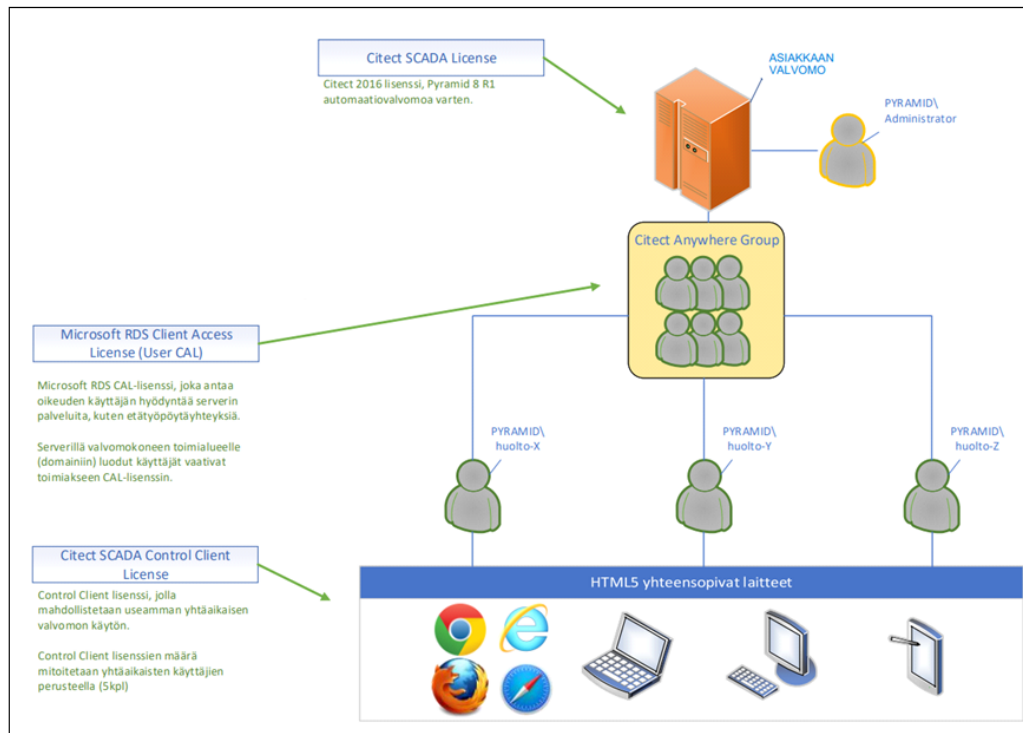 Citect SCADA License
Citect 2016 lisenssi, Pyramid 8 R1
automaatiovalvomoa varten.
ASIAKKAAN
VALVOMO
PYRAMID\
Administrator
Citect Anywhere Group
Microsoft RDS Client Access
License (User CAL)
Microsoft RDS CAL-lisenssi, joka antaa
oikeuden käyttäjän hyödyntää serverin
palveluita, kuten etätyöpöytäyhteyksiä.
Serverillä valvomokoneen toimialueelle
(domainiin) luodut käyttäjät vaativat
toimiakseen CAL-lisenssin.
PYRAMID\
huolto-X
PYRAMID\
huolto-Y
PYRAMID\
huolto-Z
Citect SCADA Control Client
License
Control Client lisenssi, jolla
mahdollistetaan useamman yhtäaikaisen
valvomon käytön.
Control Client lisenssien määrä
mitoitetaan yhtäaikaisten käyttäjien
perusteella (5kpl)
HTML5 yhteensopivat laitteet